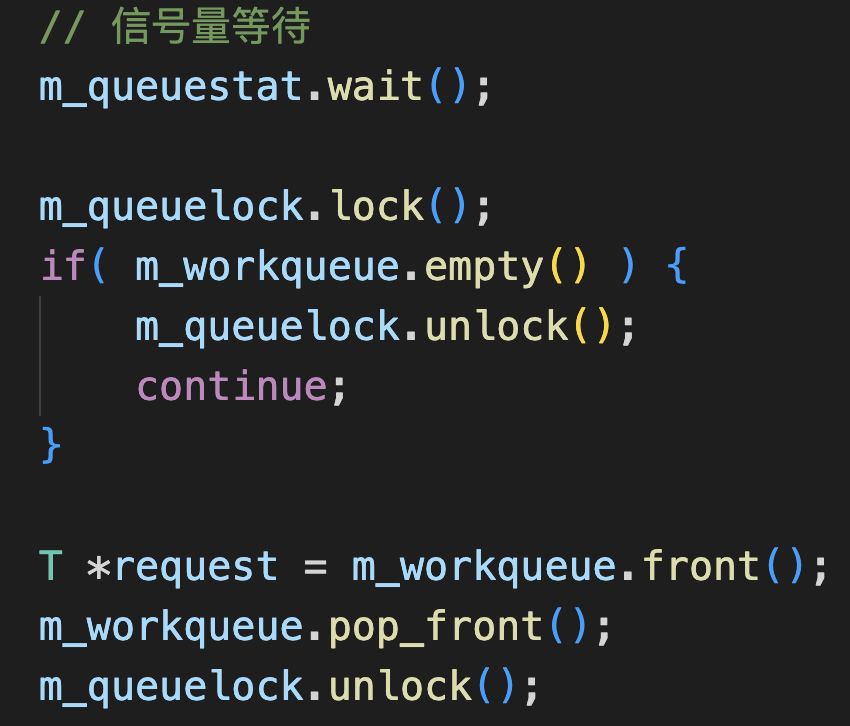 // 信号量等待
m_queuestat.wait();
m_queuelock.lock();
if( m_workqueue.empty() ) {
m_queuelock.unlock();
continue;
}
T *request = m_workqueue.front();
m_workqueue.pop_front();
m_queuelock.unlock();